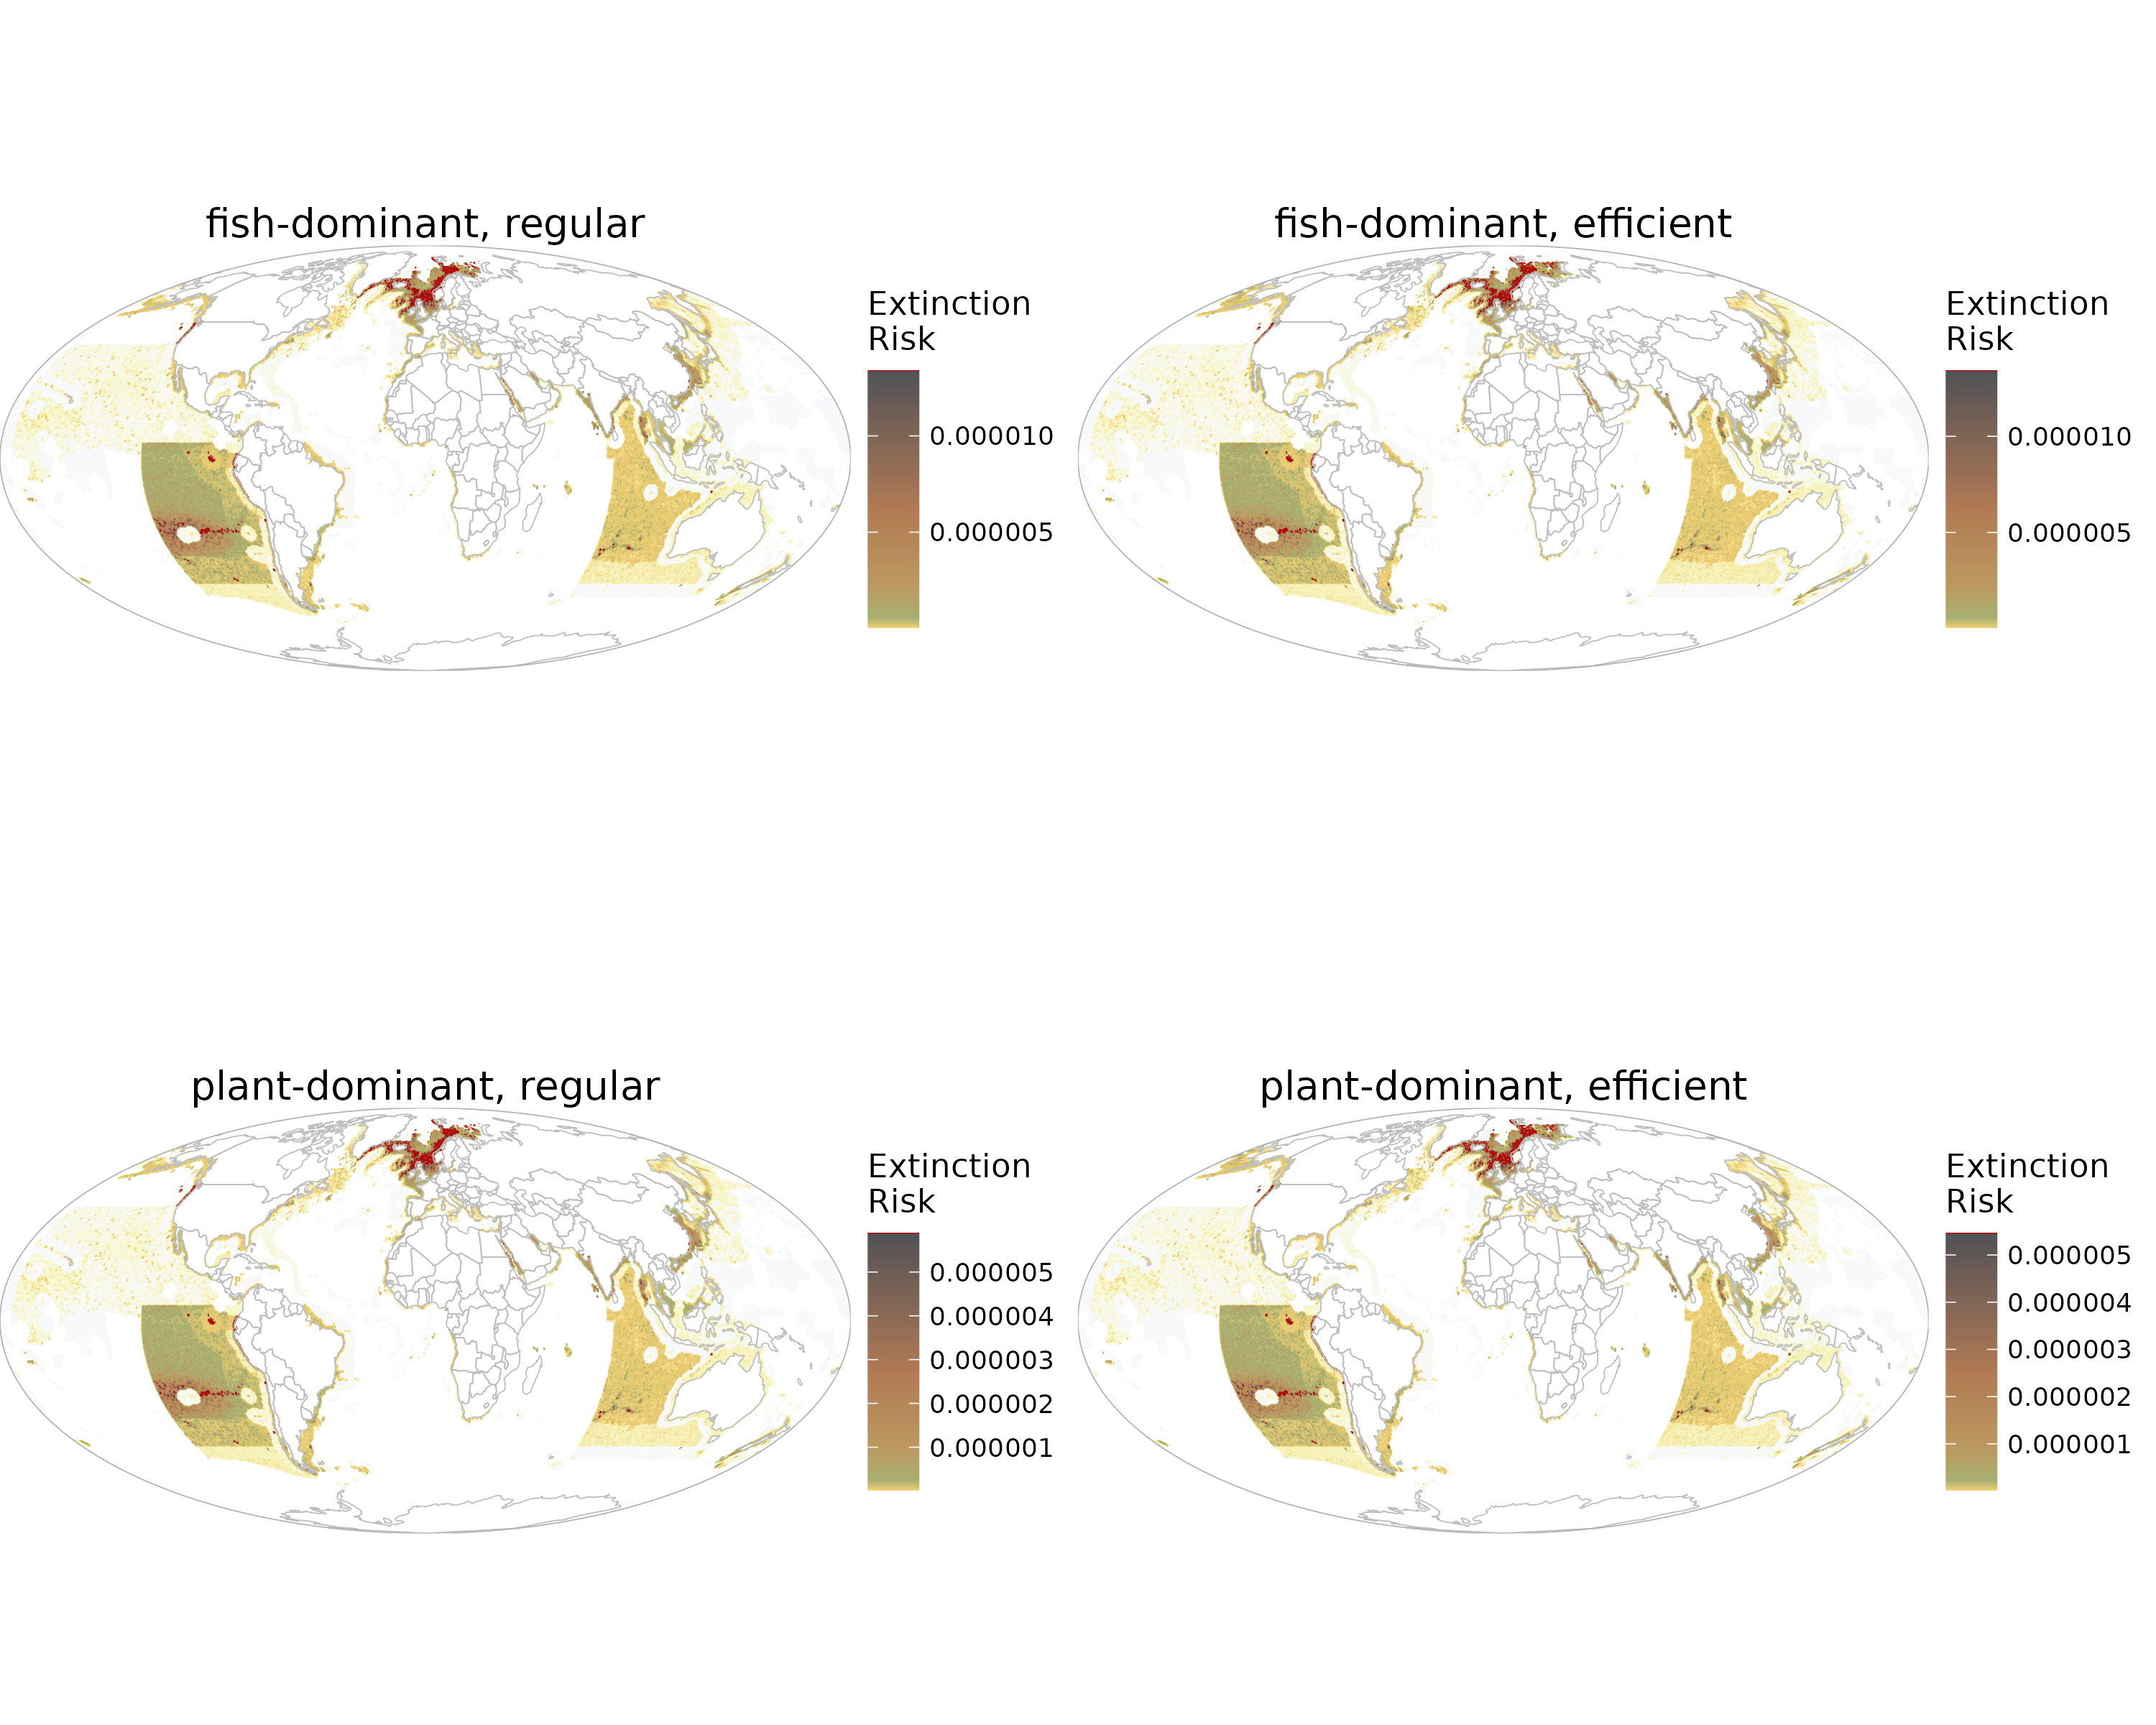 fish-dominant, regular
Extinction
Risk
0.000010
0.000005
fish-dominant, efficient
Extinction
Risk
0.000010
0.000005
plant-dominant, regular
Extinction
Risk
0.000005
0.000004
0.000003
0.000002
0.000001
plant-dominant, efficient
Extinction
Risk
0.000005
0.000004
0.000003
0.000002
0.000001